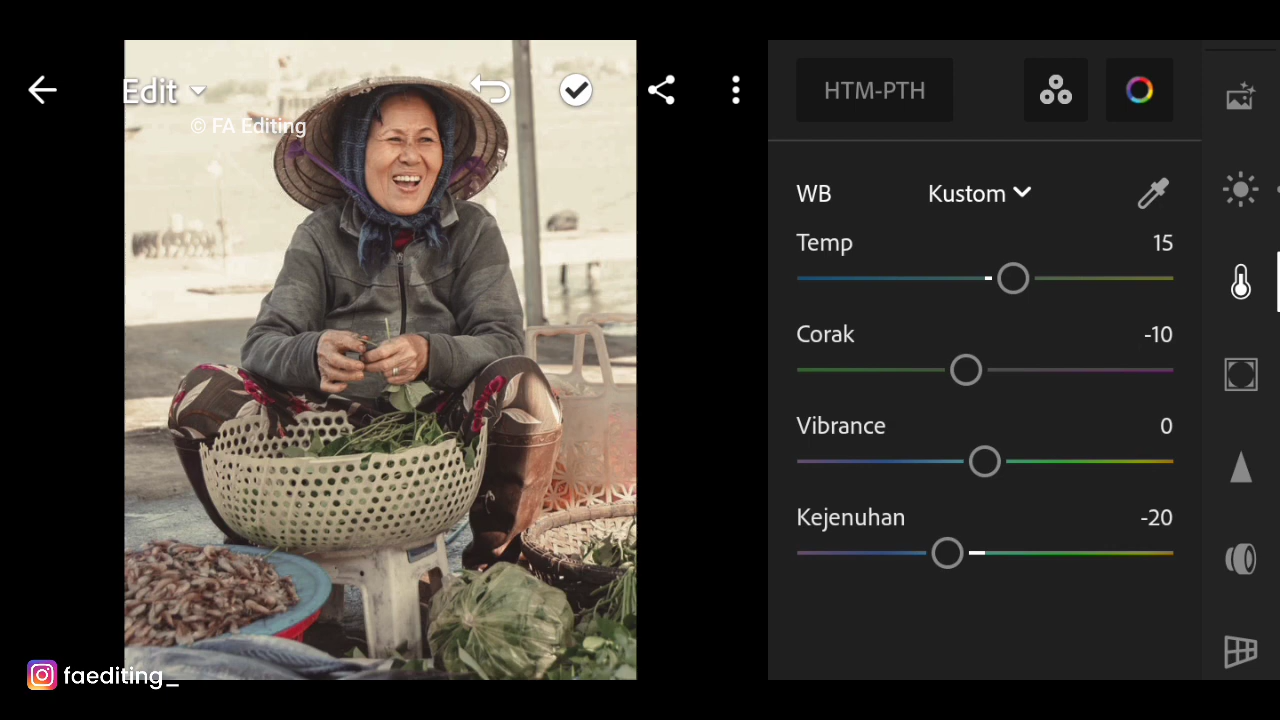 Edit
© FA Editing
HTM-PTH
WB
Kustom
Temp
15
Corak
-10
Vibrance
0
Kejenuhan
-20
faediting_